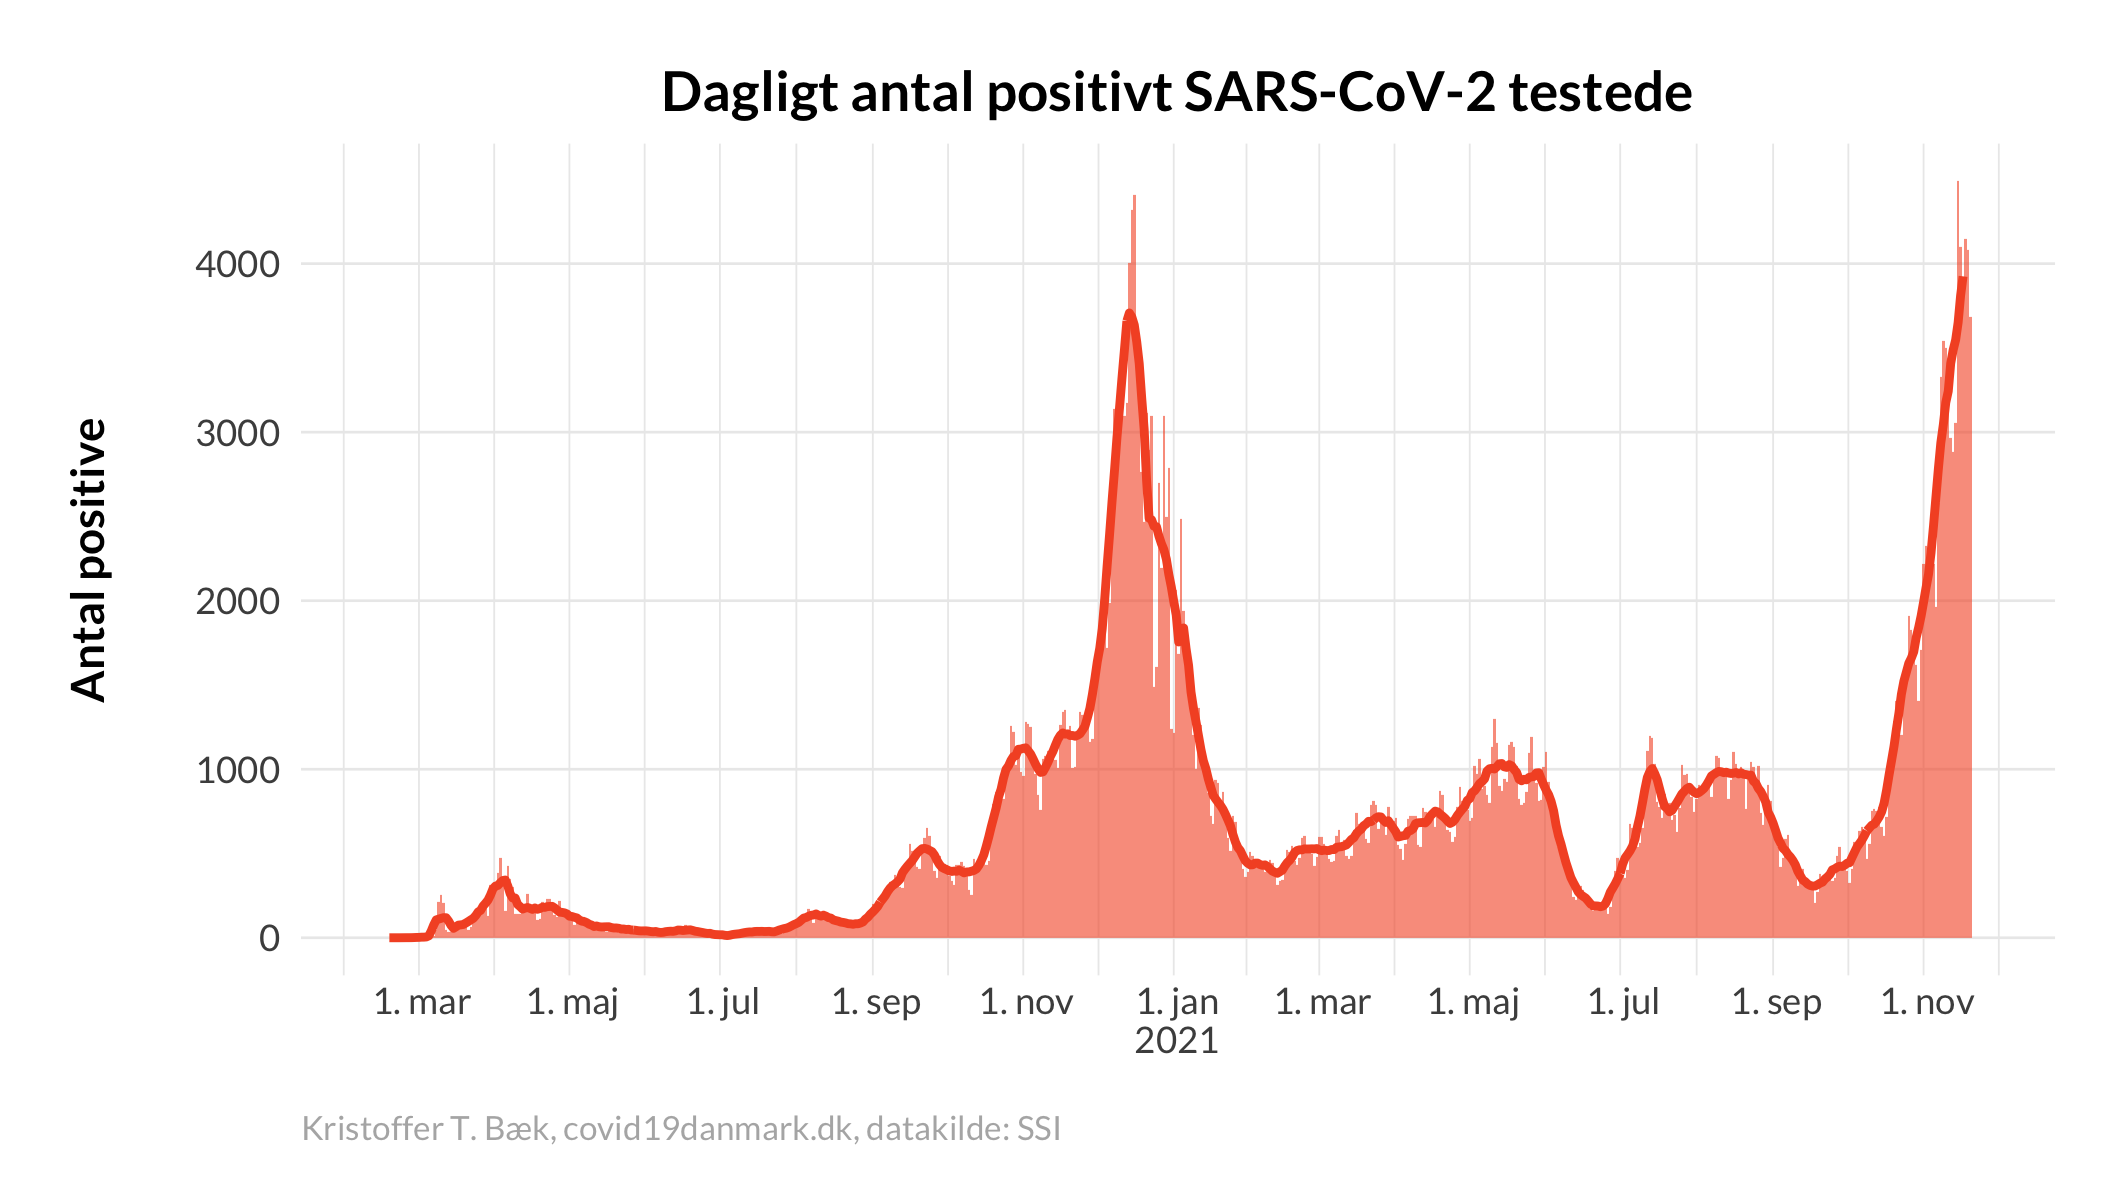 Dagligt antal positivt SARS-CoV-2 testede
Antal positive
4000
3000
2000
1000
0
1. mar 1. maj 1. jul 1. sep 1. nov 1. jan 1. mar 1. maj 1. jul 1. sep 1. nov
2021
Kristoffer T. Bæk, covid19danmark.dk, datakilde: SSI